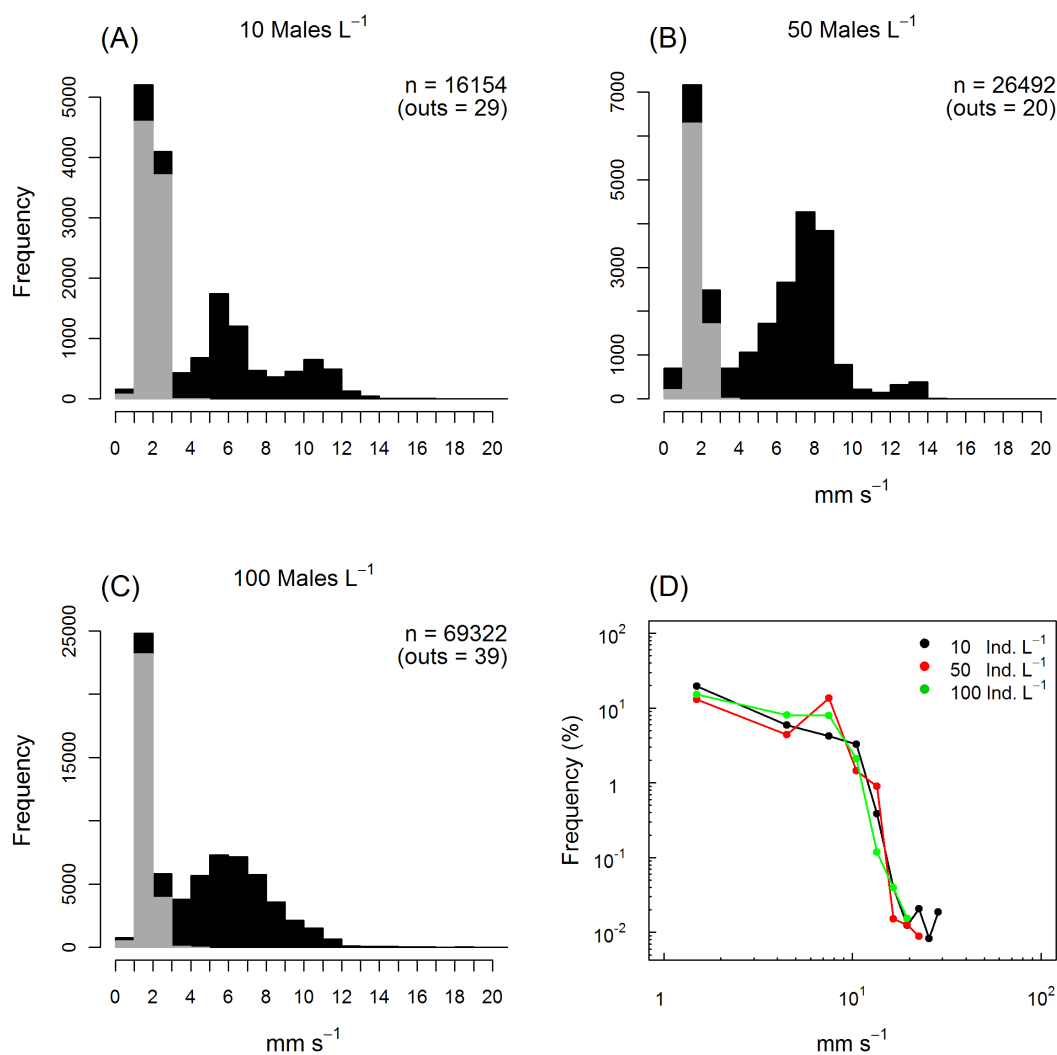 (A)
10 Males L⁻¹
n = 16154
(outs = 29)
Frequency
0
1000
2000
3000
4000
5000
0 2 4 6 8 10 12 14 16 18 20
(B)
50 Males L⁻¹
n = 26492
(outs = 20)
0
1000
3000
5000
7000
0 2 4 6 8 10 12 14 16 18 20
mm s⁻¹
(C)
100 Males L⁻¹
n = 69322
(outs = 39)
Frequency
0
5000
15000
25000
0 2 4 6 8 10 12 14 16 18 20
mm s⁻¹
(D)
10 Ind. L⁻¹
50 Ind. L⁻¹
100 Ind. L⁻¹
Frequency (%)
10²
10¹
1
10⁻¹
10⁻²
1 10¹ 10²
mm s⁻¹